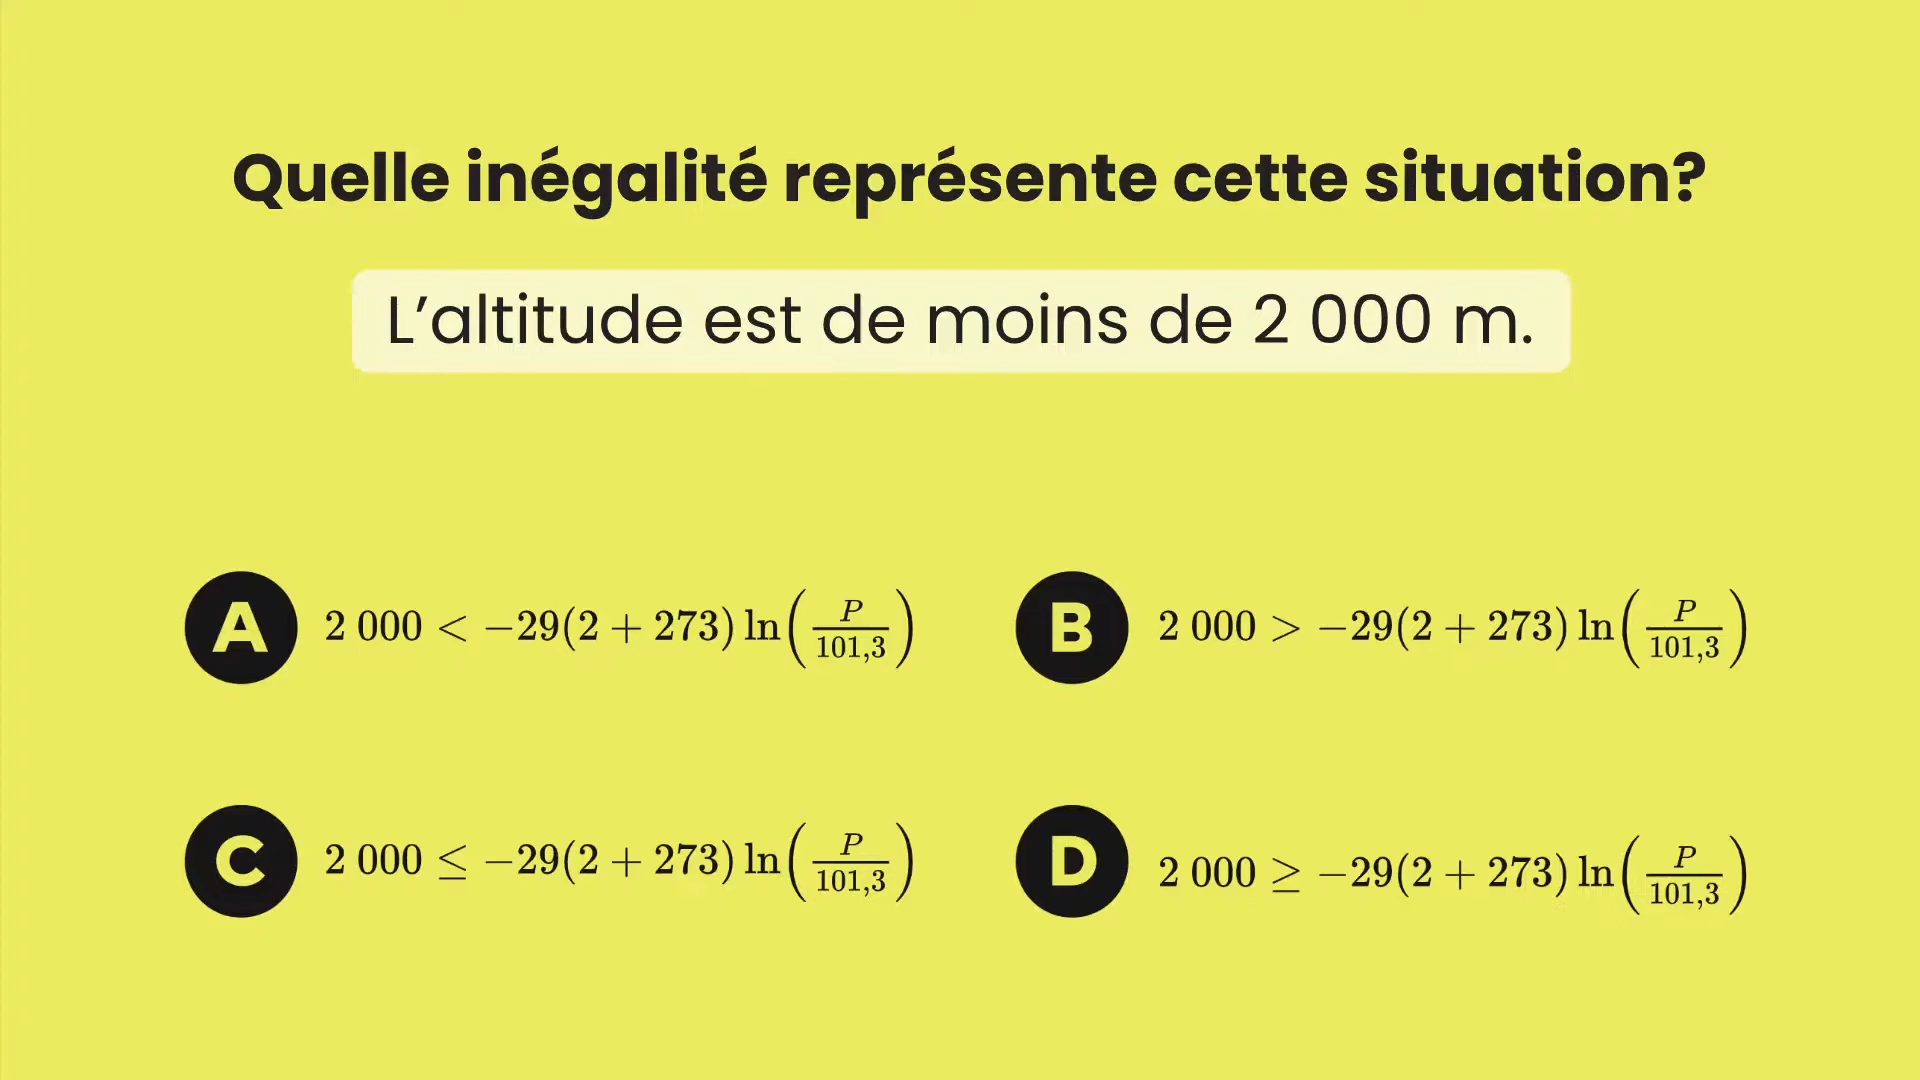 Quelle inégalité représente cette situation?
L’altitude est de moins de 2 000 m.
A 2 000 < −29(2 + 273) ln(P/101,3)
B 2 000 > −29(2 + 273) ln(P/101,3)
C 2 000 ≤ −29(2 + 273) ln(P/101,3)
D 2 000 ≥ −29(2 + 273) ln(P/101,3)